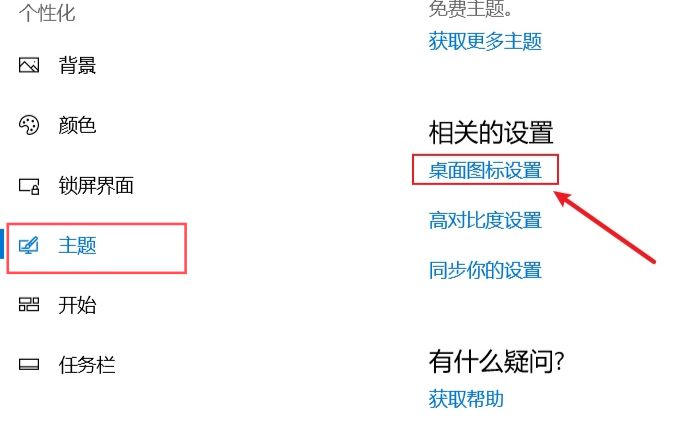 个性化
背景
颜色
锁屏界面
主题
开始
任务栏
免费主题。
获取更多主题
相关的设置
桌面图标设置
高对比度设置
同步你的设置
有什么疑问?
获取帮助